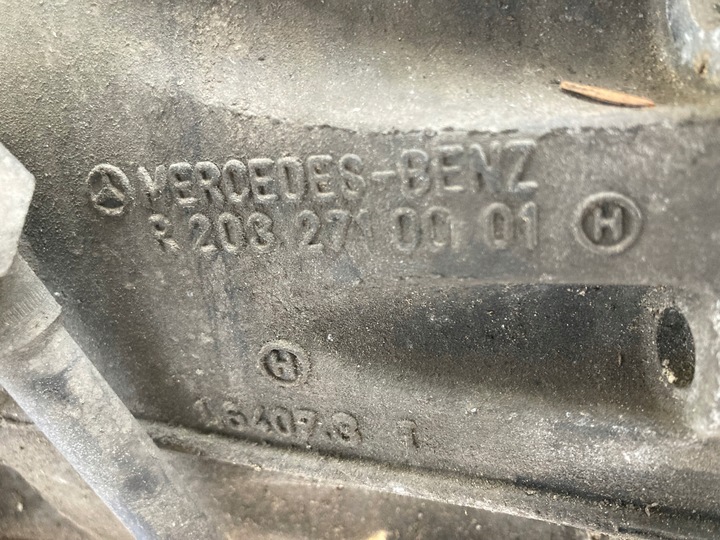 MERCEDES-BENZ
R 203 271 00 01 H
H